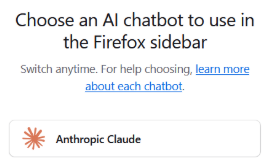 Choose an AI chatbot to use in
the Firefox sidebar
Switch anytime. For help choosing, learn more
about each chatbot.
Anthropic Claude